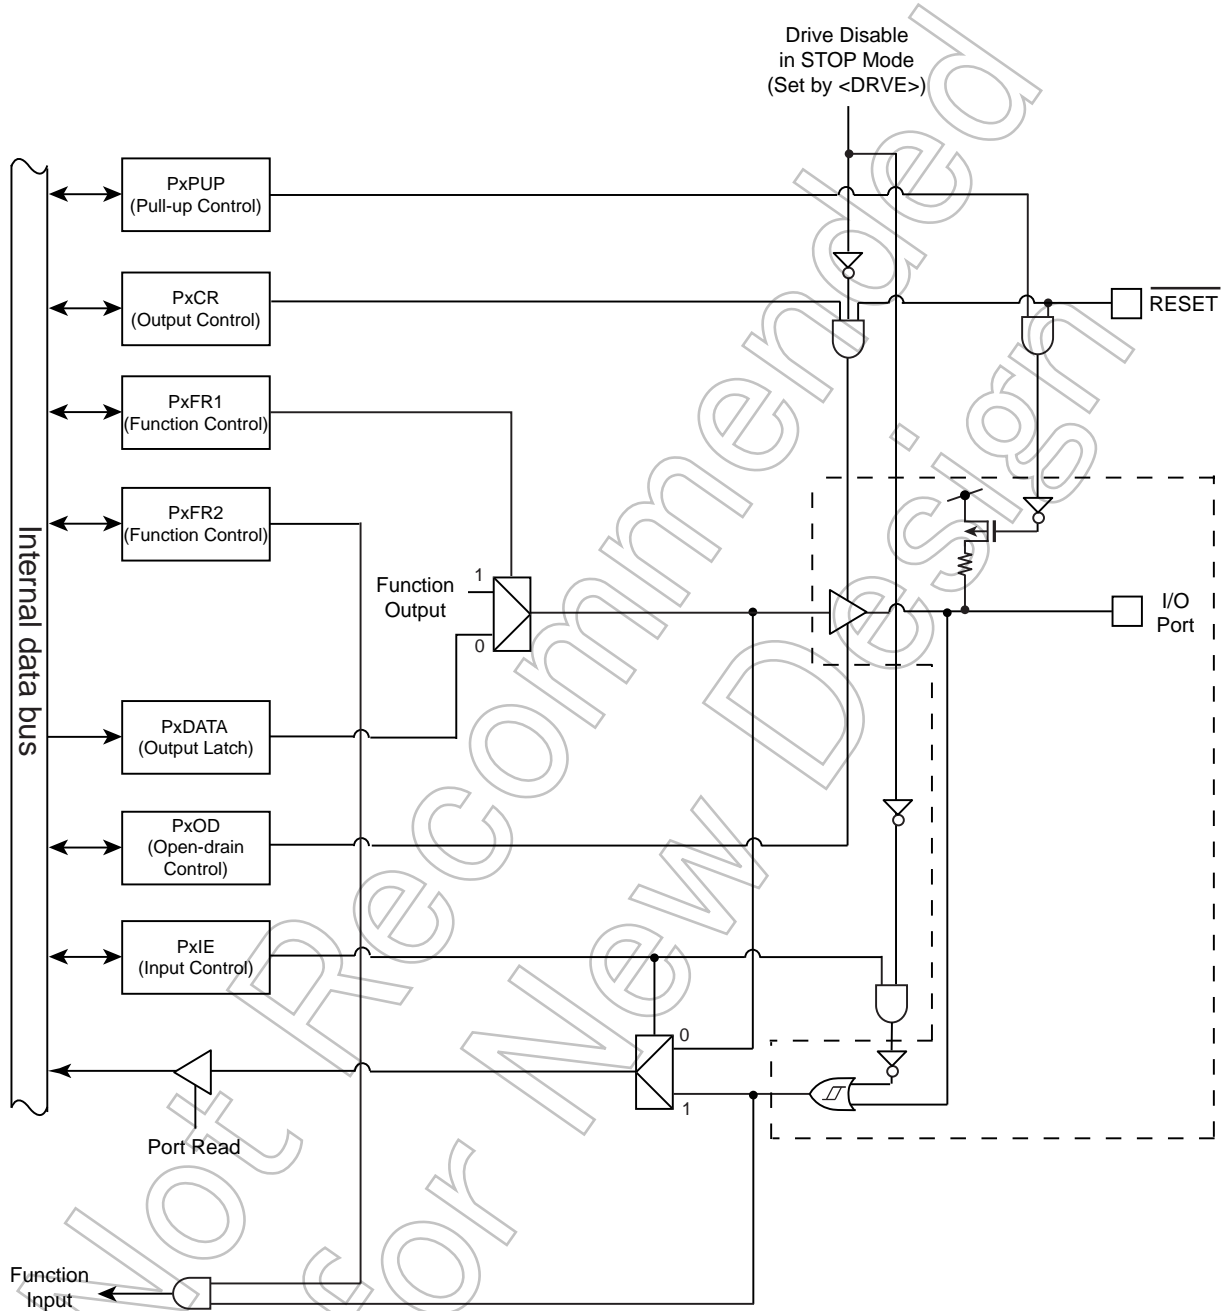 Drive Disable
in STOP Mode
(Set by <DRVE>)
PxPUP
(Pull-up Control)
PxCR
(Output Control)
RESET
PxFR1
(Function Control)
PxFR2
(Function Control)
Internal data bus
Function
Output
1
0
I/O
Port
PxDATA
(Output Latch)
PxOD
(Open-drain
Control)
PxIE
(Input Control)
0
1
Port Read
Function
Input
Not Recommended
for New Design